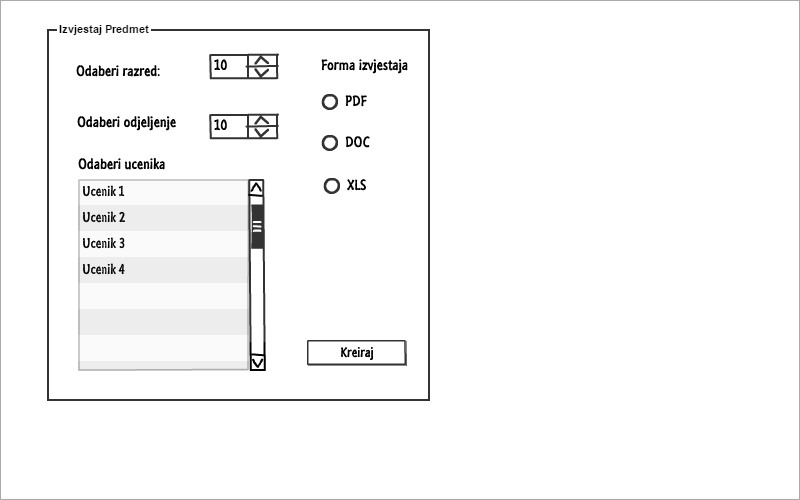 Izvjestaj Predmet
Odaberi razred:
10
Odaberi odjeljenje
10
Odaberi ucenika
Ucenik 1
Ucenik 2
Ucenik 3
Ucenik 4
Forma izvjestaja
PDF
DOC
XLS
Kreiraj